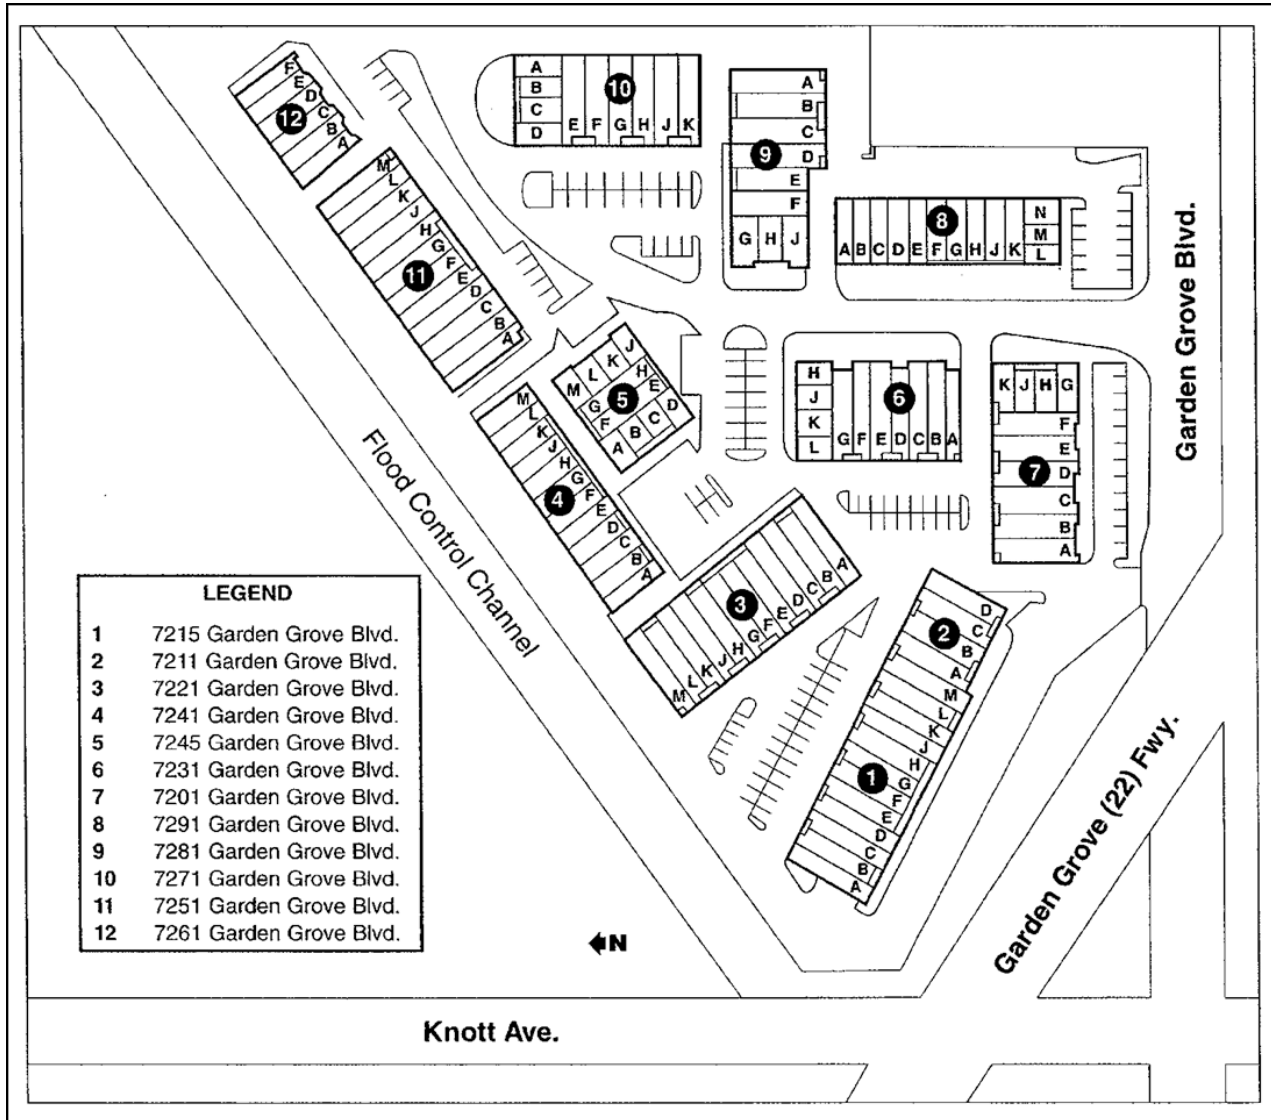 12
F
E
D
C
B
A
11
M
L
K
J
H
G
F
E
D
C
B
A
10
A
B
C
D
E F G H J K
9
A
B
C
D
E
F
G H J
8
A B C D E F G H J K
N
M
L
5
J
K
L
M
H
E
G
F
D
C
B
A
6
H
J
K
L
G F E D C B A
7
K J H G
F
E
D
C
B
A
4
M
L
K
J
H
G
F
E
D
C
B
A
3
M L K J H G F E D C B A
2
D
C
B
A
1
M
L
K
J
H
G
F
E
D
C
B
A
Garden Grove Blvd.
Flood Control Channel
Garden Grove (22) Fwy.
LEGEND
1 7215 Garden Grove Blvd.
2 7211 Garden Grove Blvd.
3 7221 Garden Grove Blvd.
4 7241 Garden Grove Blvd.
5 7245 Garden Grove Blvd.
6 7231 Garden Grove Blvd.
7 7201 Garden Grove Blvd.
8 7291 Garden Grove Blvd.
9 7281 Garden Grove Blvd.
10 7271 Garden Grove Blvd.
11 7251 Garden Grove Blvd.
12 7261 Garden Grove Blvd.
N
Knott Ave.